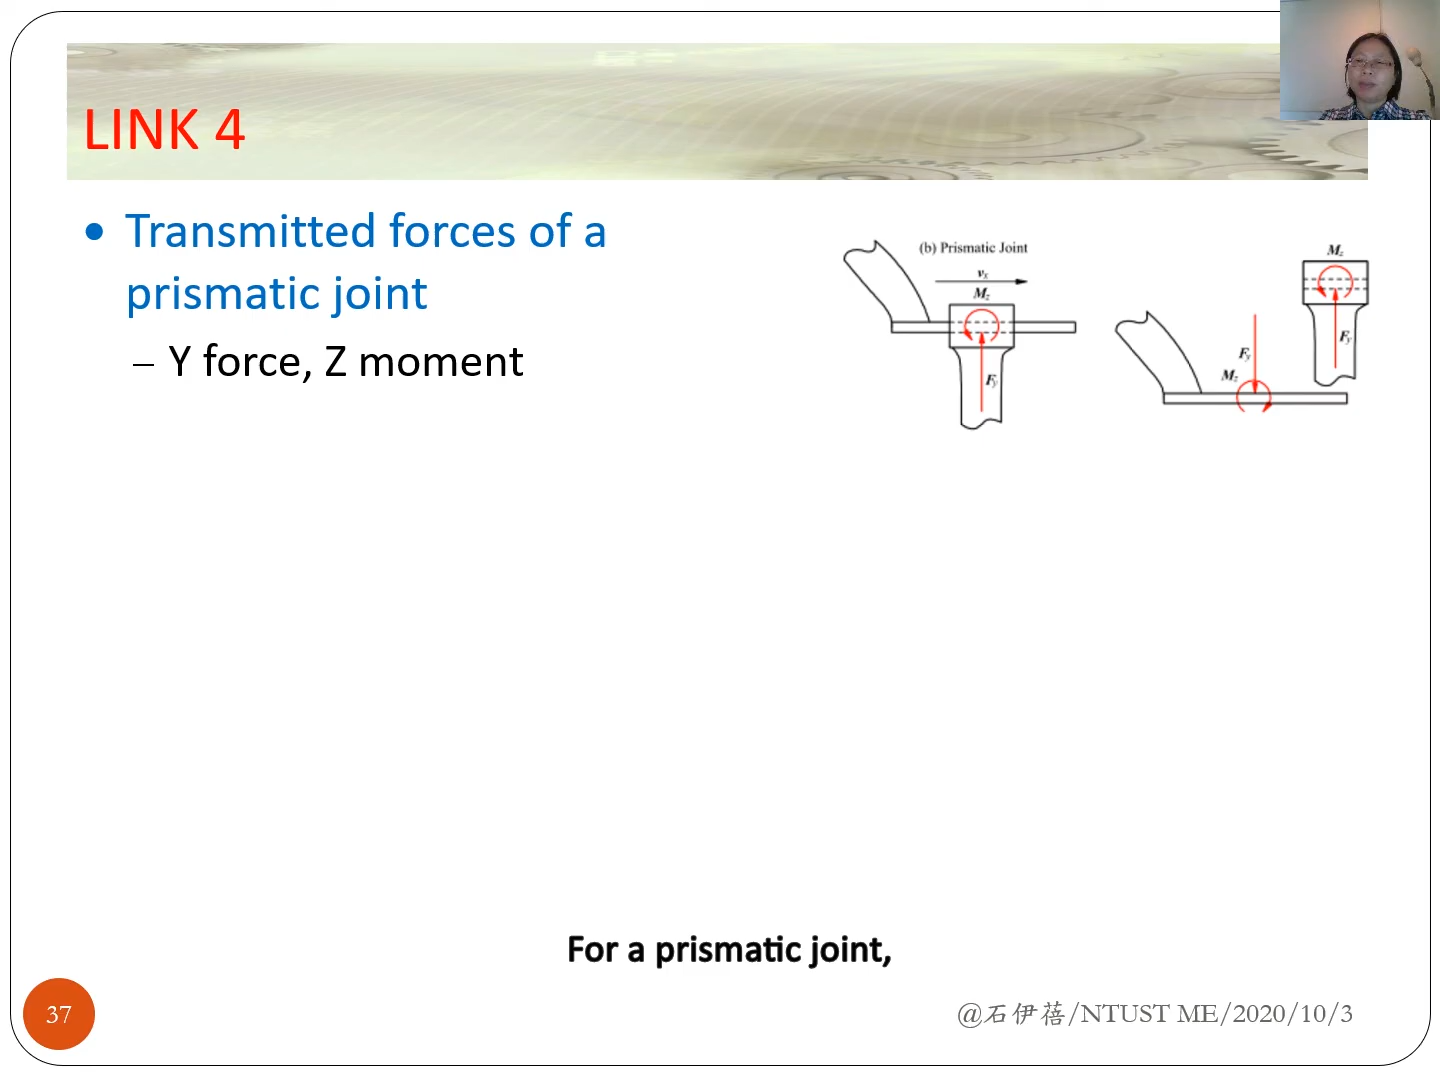 LINK 4
• Transmitted forces of a
prismatic joint
– Y force, Z moment
(b) Prismatic Joint
vx
Mz
Fy
Fy
Mz
Mz
Fy
For a prismatic joint,
37
@石伊蓓/NTUST ME/2020/10/3